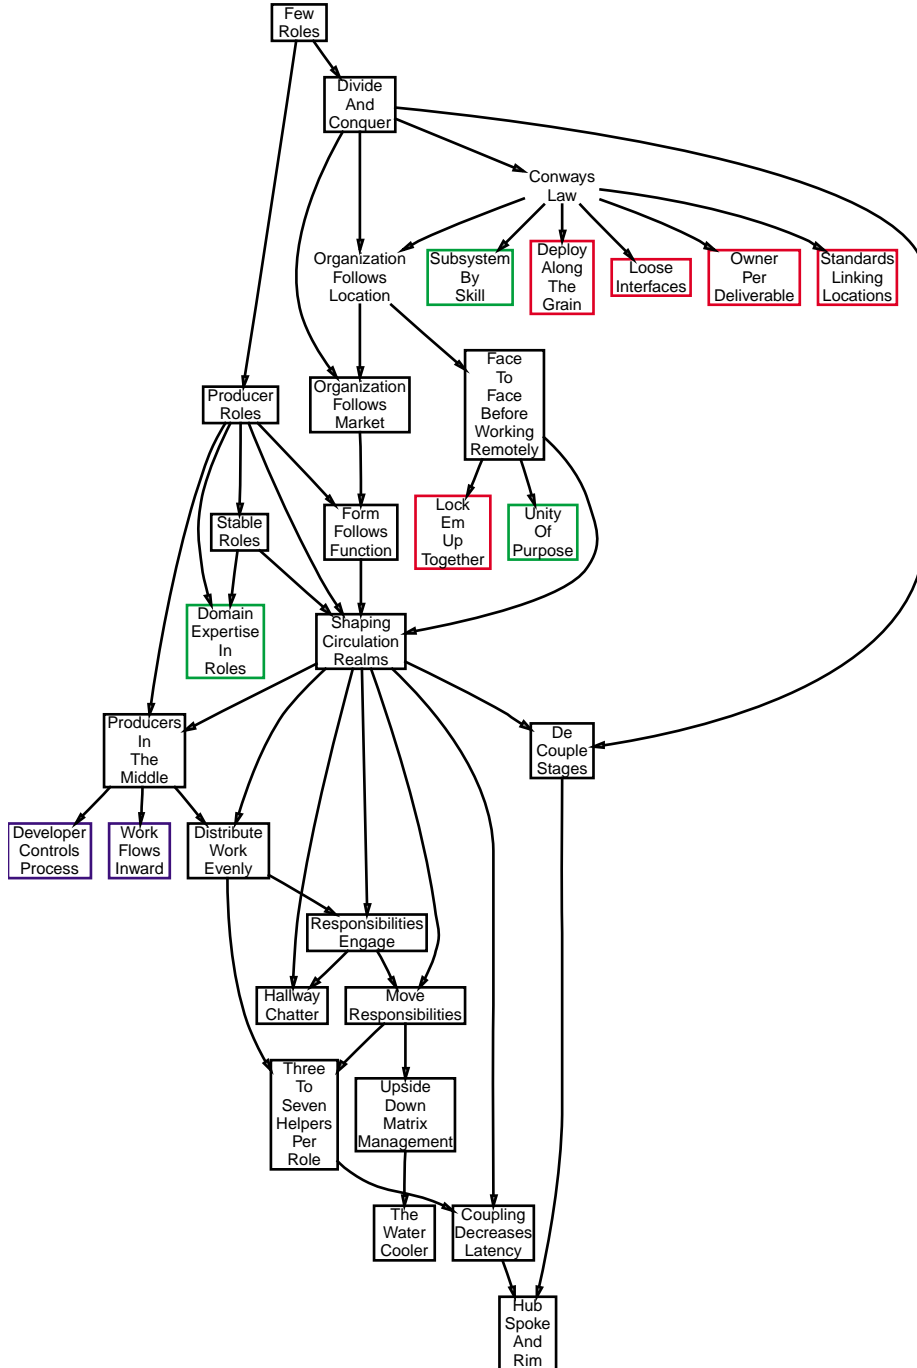 Few
Roles
Divide
And
Conquer
Conways
Law
Organization
Follows
Location
Subsystem
By
Skill
Deploy
Along
The
Grain
Loose
Interfaces
Owner
Per
Deliverable
Standards
Linking
Locations
Face
To
Face
Before
Working
Remotely
Organization
Follows
Market
Producer
Roles
Lock
Em
Up
Together
Unity
Of
Purpose
Form
Follows
Function
Stable
Roles
Domain
Expertise
In
Roles
Shaping
Circulation
Realms
Producers
In
The
Middle
De
Couple
Stages
Developer
Controls
Process
Work
Flows
Inward
Distribute
Work
Evenly
Responsibilities
Engage
Hallway
Chatter
Move
Responsibilities
Three
To
Seven
Helpers
Per
Role
Upside
Down
Matrix
Management
The
Water
Cooler
Coupling
Decreases
Latency
Hub
Spoke
And
Rim